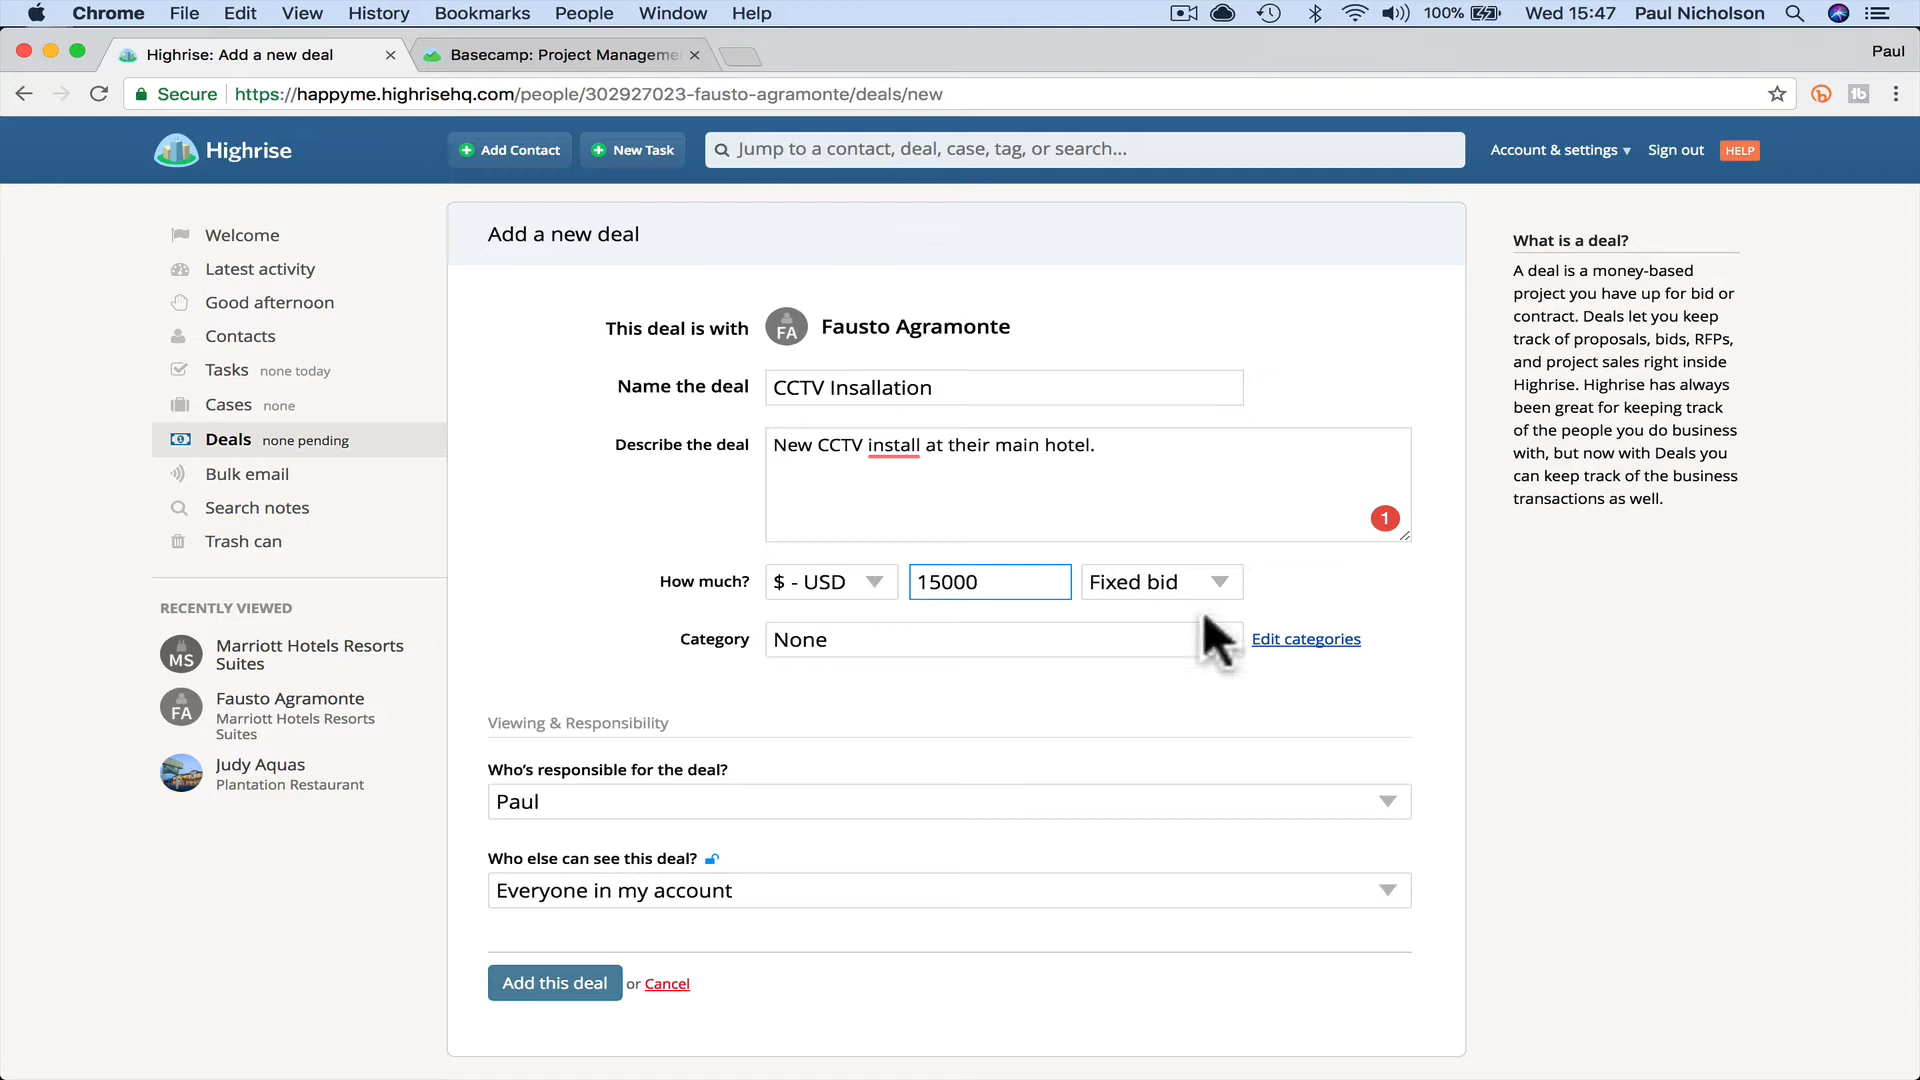 Chrome File Edit View History Bookmarks People Window Help 100% Wed 15:47 Paul Nicholson
Highrise: Add a new deal Basecamp: Project Manageme Paul
Secure https://happyme.highrisehq.com/people/302927023-fausto-agramonte/deals/new
Highrise Add Contact New Task Jump to a contact, deal, case, tag, or search... Account & settings Sign out HELP
Welcome
Latest activity
Good afternoon
Contacts
Tasks none today
Cases none
Deals none pending
Bulk email
Search notes
Trash can
RECENTLY VIEWED
MS Marriott Hotels Resorts
Suites
FA Fausto Agramonte
Marriott Hotels Resorts
Suites
Judy Aquas
Plantation Restaurant
Add a new deal
This deal is with FA Fausto Agramonte
Name the deal CCTV Insallation
Describe the deal New CCTV install at their main hotel.
1
How much? $ - USD 15000 Fixed bid
Category None Edit categories
Viewing & Responsibility
Who's responsible for the deal?
Paul
Who else can see this deal?
Everyone in my account
Add this deal or Cancel
What is a deal?
A deal is a money-based
project you have up for bid or
contract. Deals let you keep
track of proposals, bids, RFPs,
and project sales right inside
Highrise. Highrise has always
been great for keeping track
of the people you do business
with, but now with Deals you
can keep track of the business
transactions as well.